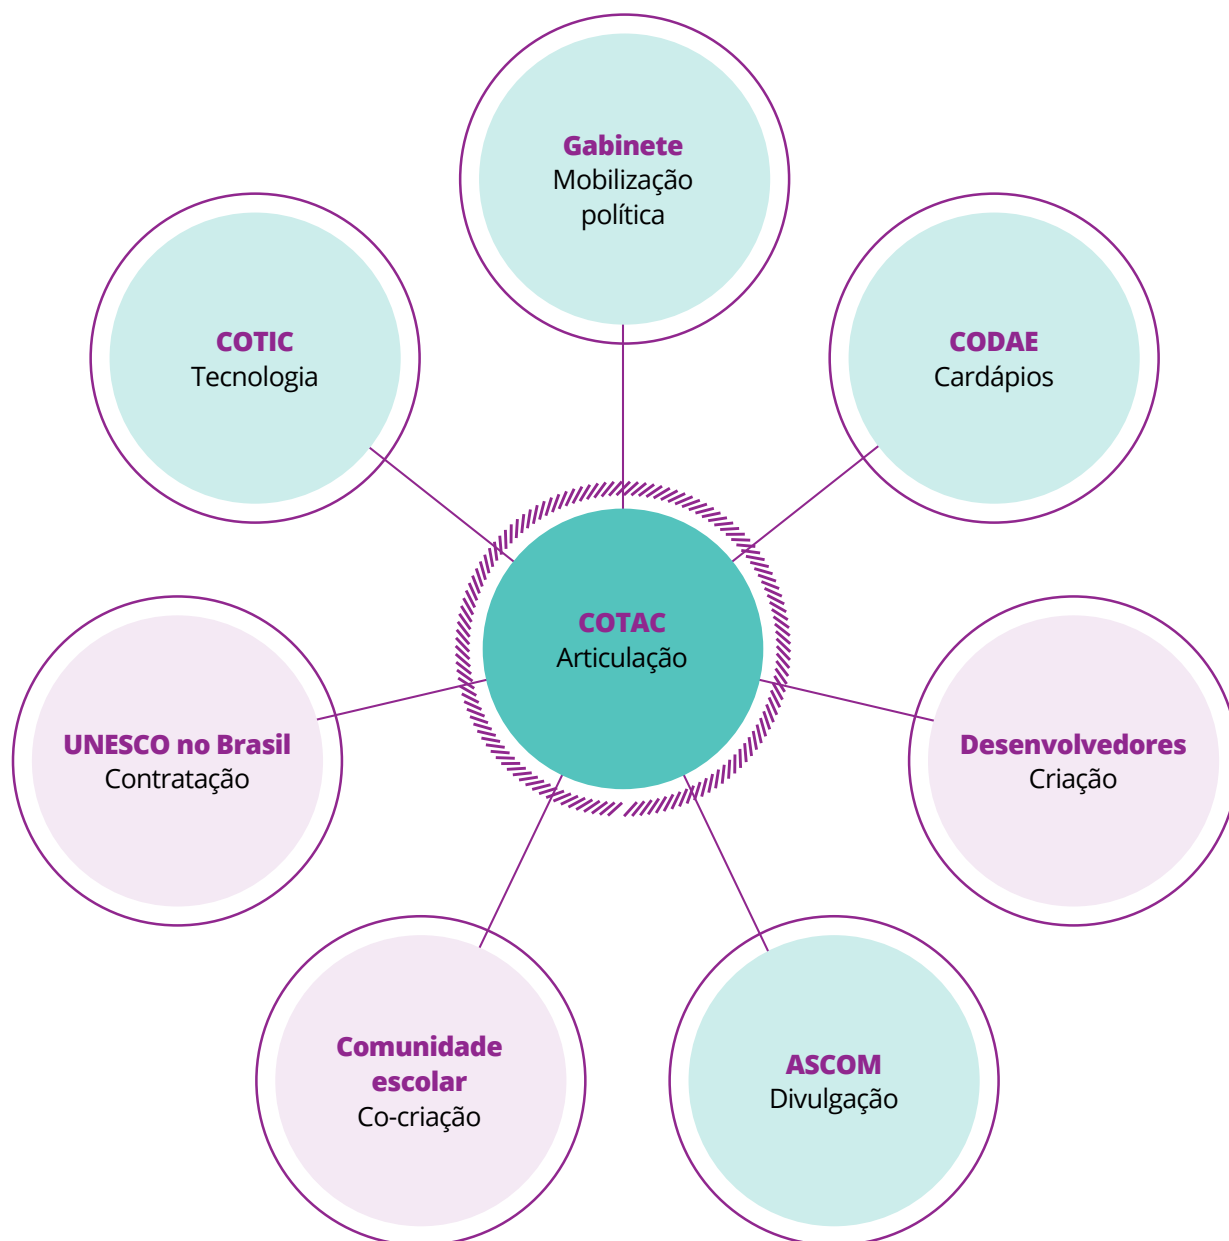 Gabinete
Mobilização
política
COTIC
Tecnologia
CODAE
Cardápios
COTAC
Articulação
UNESCO no Brasil
Contratação
Desenvolvedores
Criação
Comunidade
escolar
Co-criação
ASCOM
Divulgação